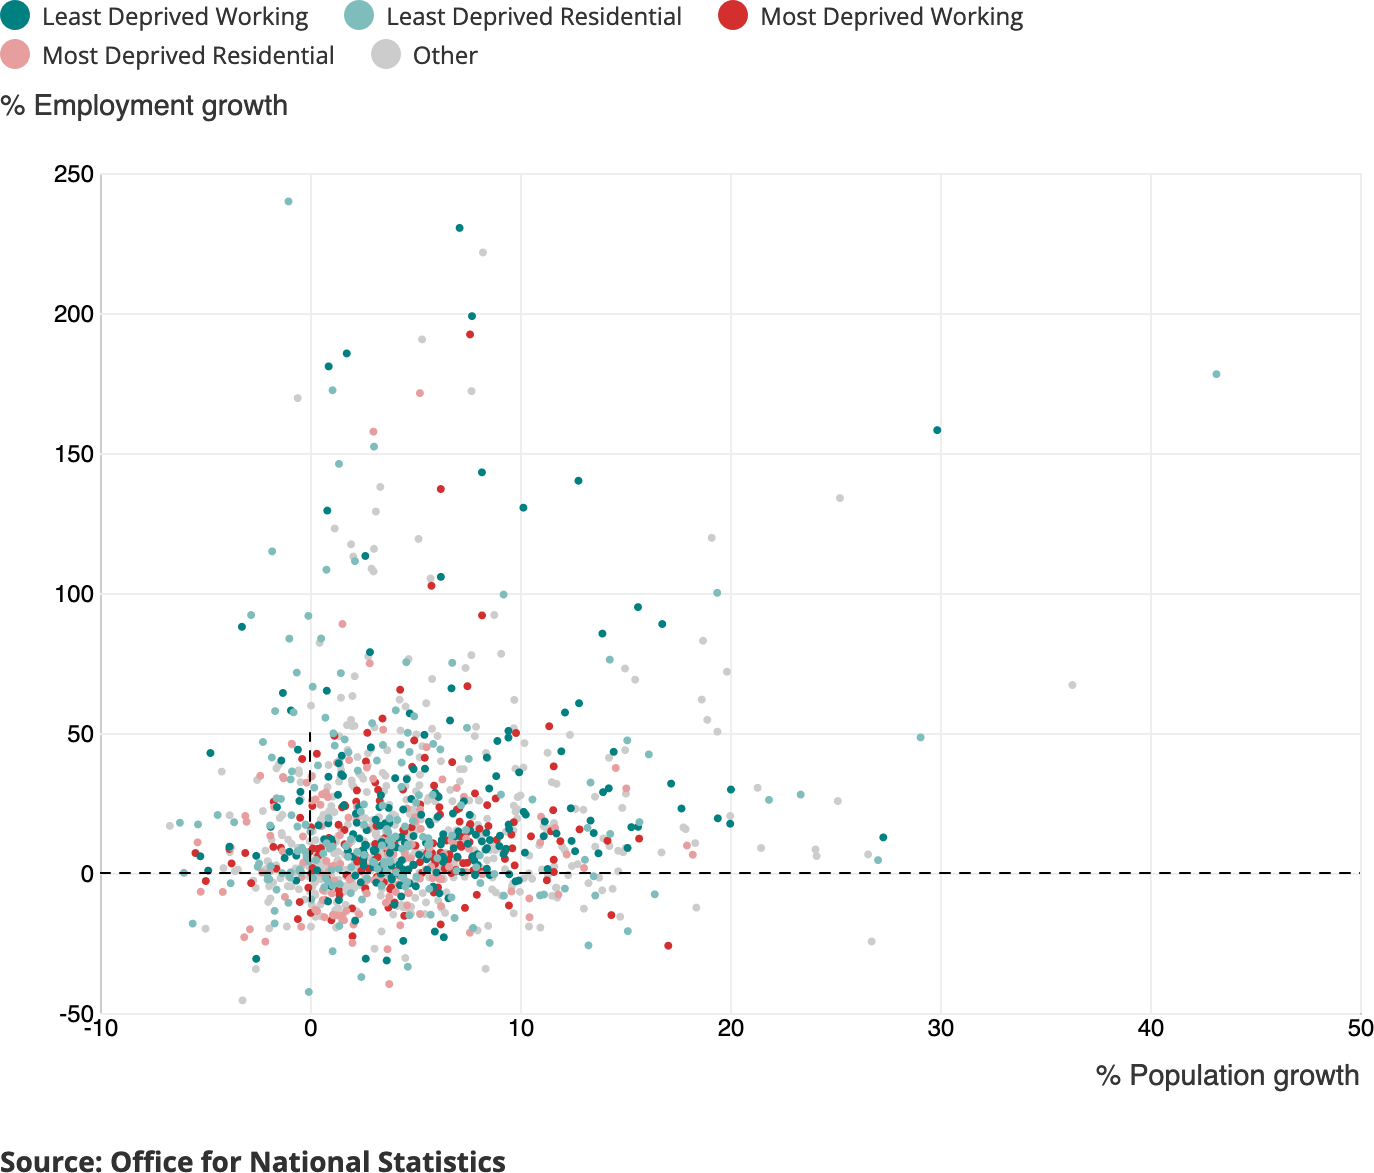 Least Deprived Working Least Deprived Residential Most Deprived Working
Most Deprived Residential Other
% Employment growth
250
200
150
100
50
0
-50
-10 0 10 20 30 40 50
% Population growth
Source: Office for National Statistics